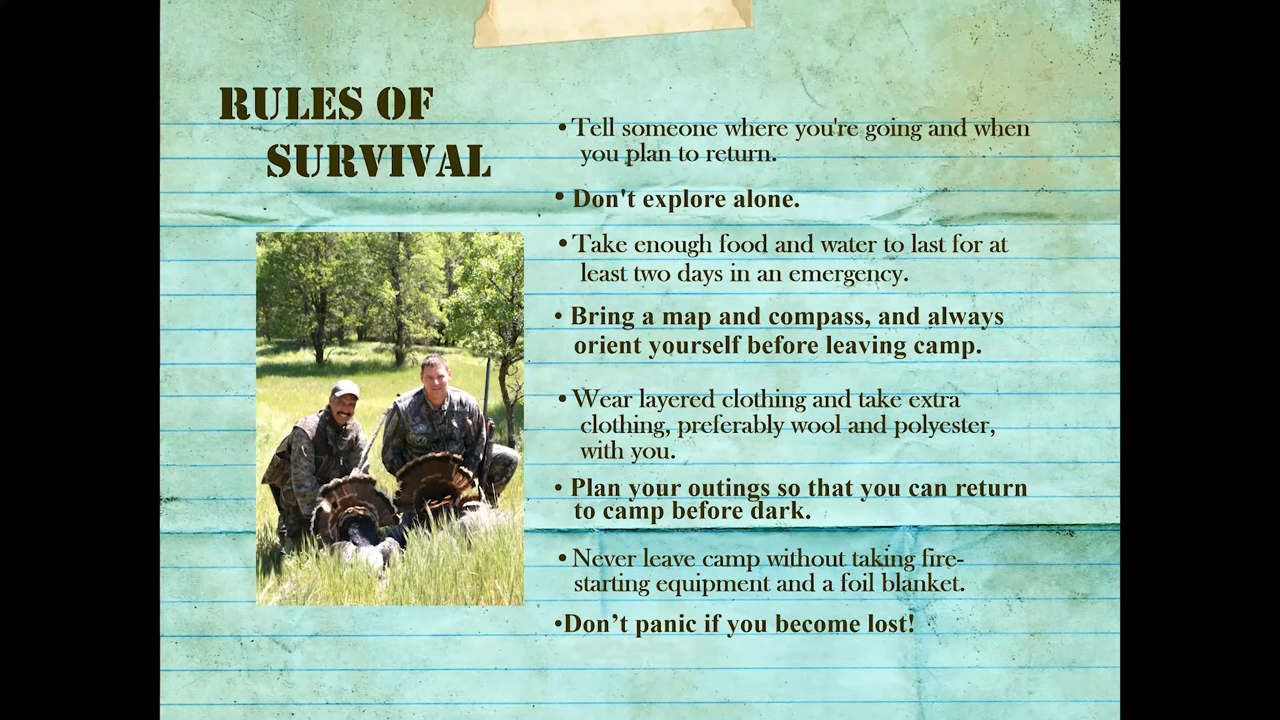 RULES OF
SURVIVAL
• Tell someone where you're going and when
you plan to return.
• Don't explore alone.
• Take enough food and water to last for at
least two days in an emergency.
• Bring a map and compass, and always
orient yourself before leaving camp.
• Wear layered clothing and take extra
clothing, preferably wool and polyester,
with you.
• Plan your outings so that you can return
to camp before dark.
• Never leave camp without taking fire-
starting equipment and a foil blanket.
•Don’t panic if you become lost!